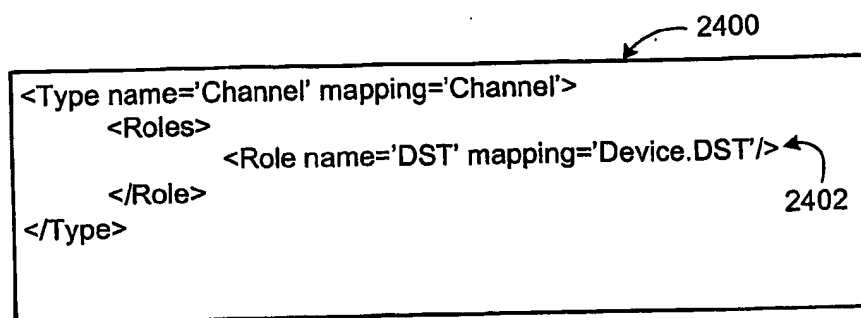 2400
<Type name='Channel' mapping='Channel'>
<Roles>
<Role name='DST' mapping='Device.DST'/>
</Role>
2402
</Type>